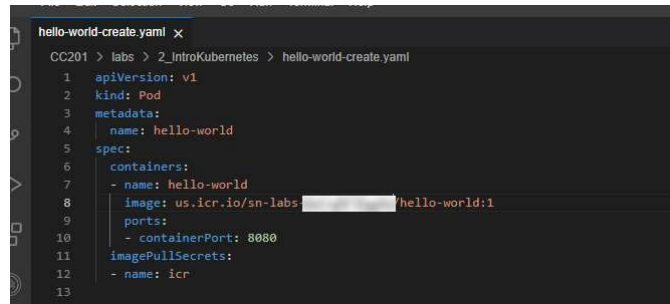 hello-world-create.yaml ×
CC201 > labs > 2_IntroKubernetes > hello-world-create.yaml
1 apiVersion: v1
2 kind: Pod
3 metadata:
4 name: hello-world
5 spec:
6 containers:
7 - name: hello-world
8 image: us.icr.io/sn-labs- /hello-world:1
9 ports:
10 - containerPort: 8080
11 imagePullSecrets:
12 - name: icr
13